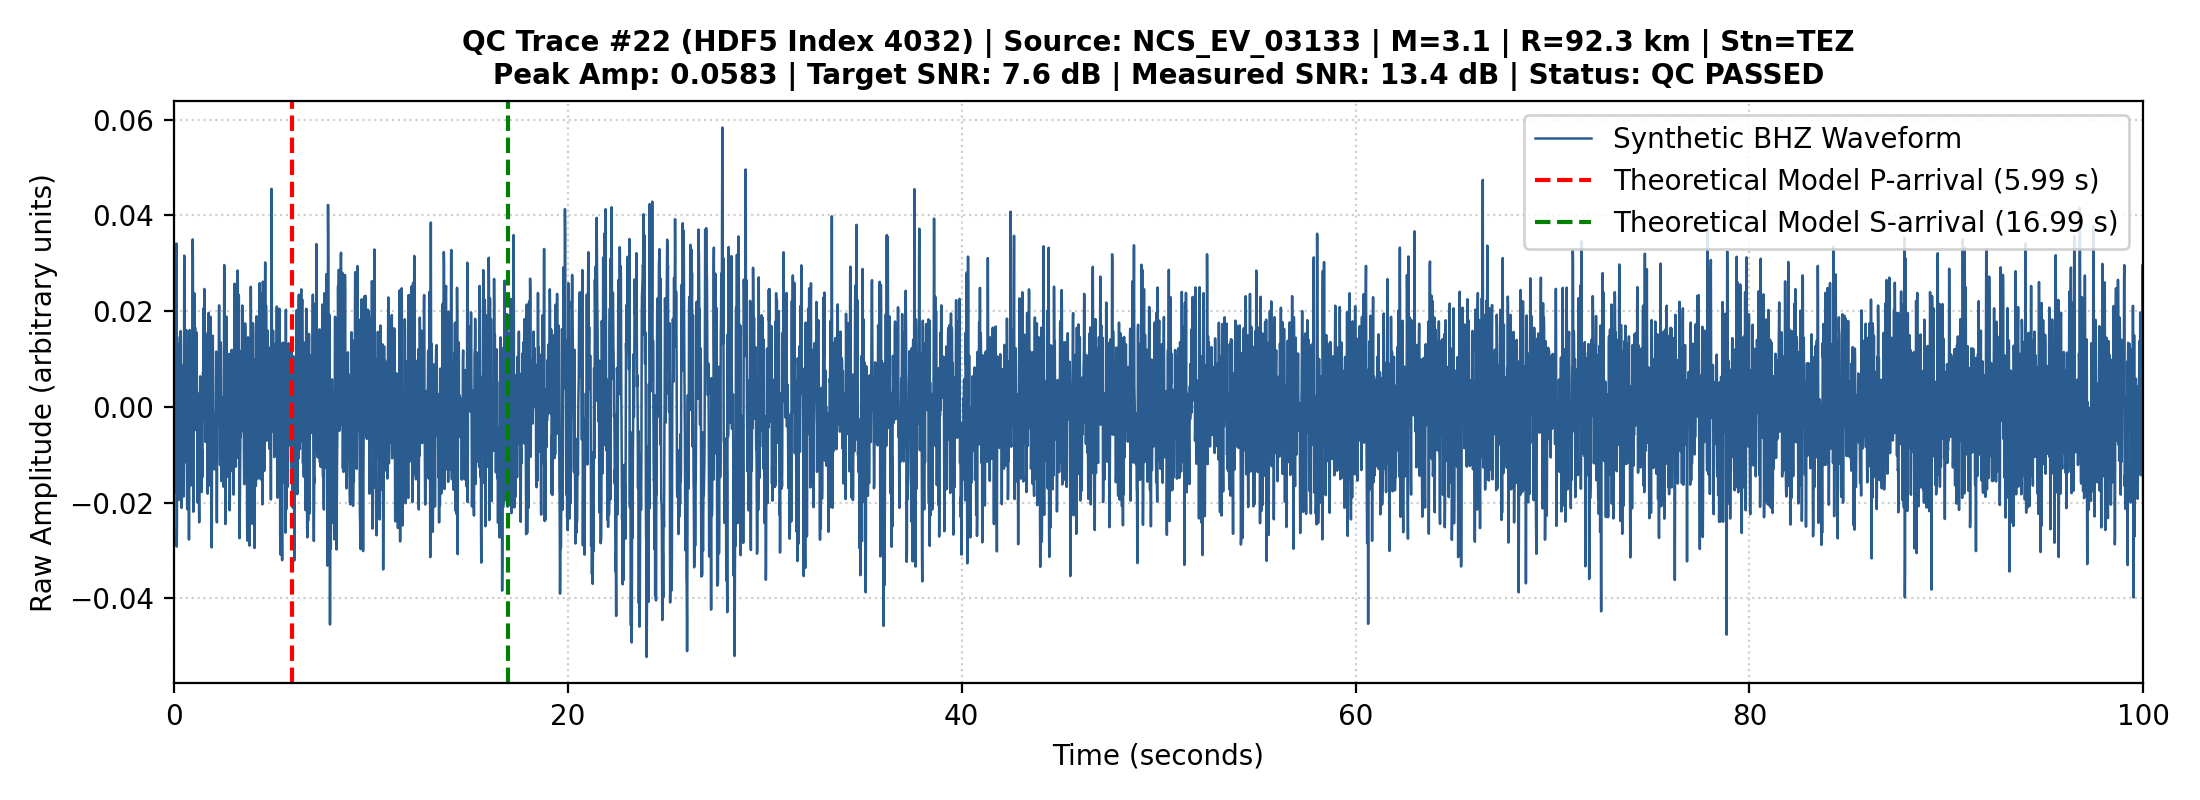 QC Trace #22 (HDF5 Index 4032) | Source: NCS_EV_03133 | M=3.1 | R=92.3 km | Stn=TEZ
Peak Amp: 0.0583 | Target SNR: 7.6 dB | Measured SNR: 13.4 dB | Status: QC PASSED
Raw Amplitude (arbitrary units)
0.06
0.04
0.02
0.00
−0.02
−0.04
Synthetic BHZ Waveform
Theoretical Model P-arrival (5.99 s)
Theoretical Model S-arrival (16.99 s)
0 20 40 60 80 100
Time (seconds)